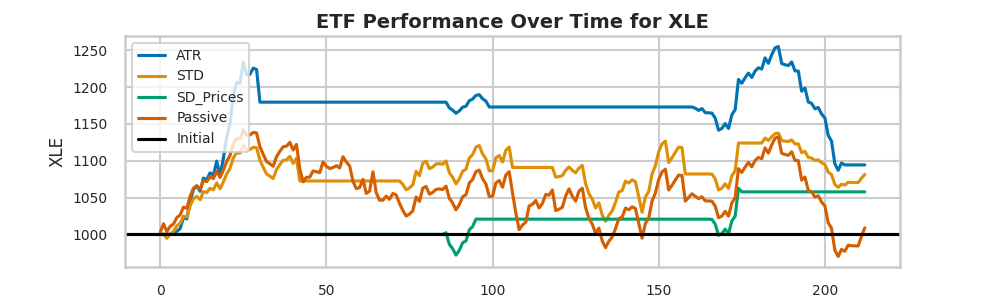 ETF Performance Over Time for XLE
XLE
1250
1200
1150
1100
1050
1000
ATR
STD
SD_Prices
Passive
Initial
0
50
100
150
200